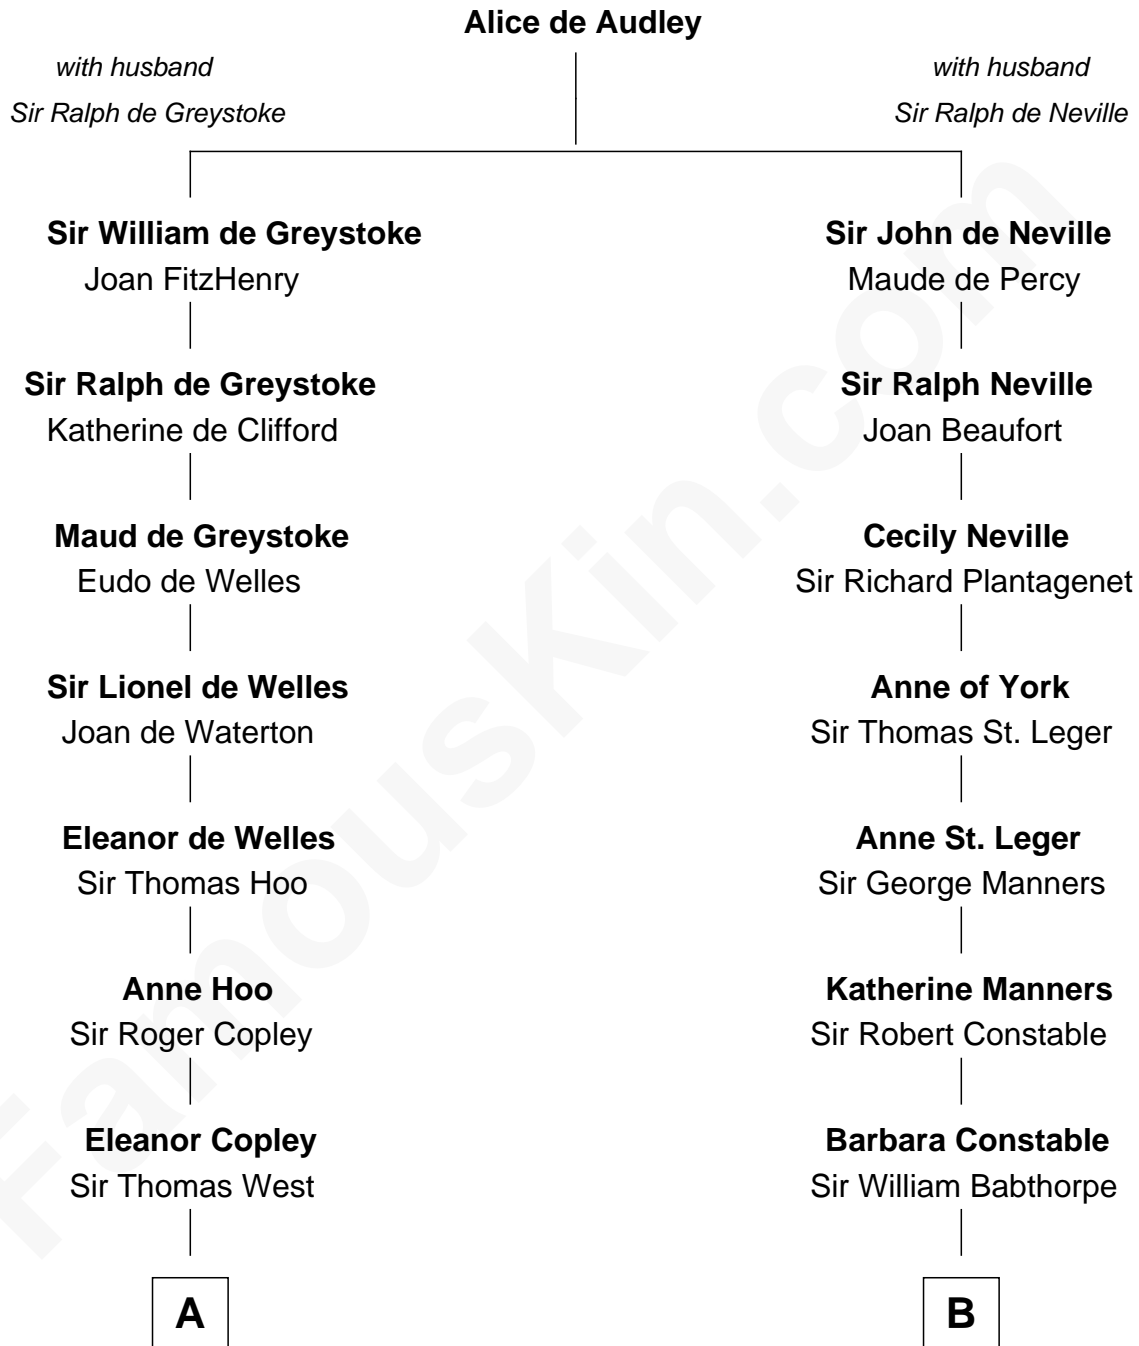 Alice de Audley
with husband
Sir Ralph de Greystoke
with husband
Sir Ralph de Neville
Sir William de Greystoke
Joan FitzHenry
Sir Ralph de Greystoke
Katherine de Clifford
Maud de Greystoke
Eudo de Welles
Sir Lionel de Welles
Joan de Waterton
Eleanor de Welles
Sir Thomas Hoo
Anne Hoo
Sir Roger Copley
Eleanor Copley
Sir Thomas West
A
Sir John de Neville
Maude de Percy
Sir Ralph Neville
Joan Beaufort
Cecily Neville
Sir Richard Plantagenet
Anne of York
Sir Thomas St. Leger
Anne St. Leger
Sir George Manners
Katherine Manners
Sir Robert Constable
Barbara Constable
Sir William Babthorpe
B
FamousKin.com